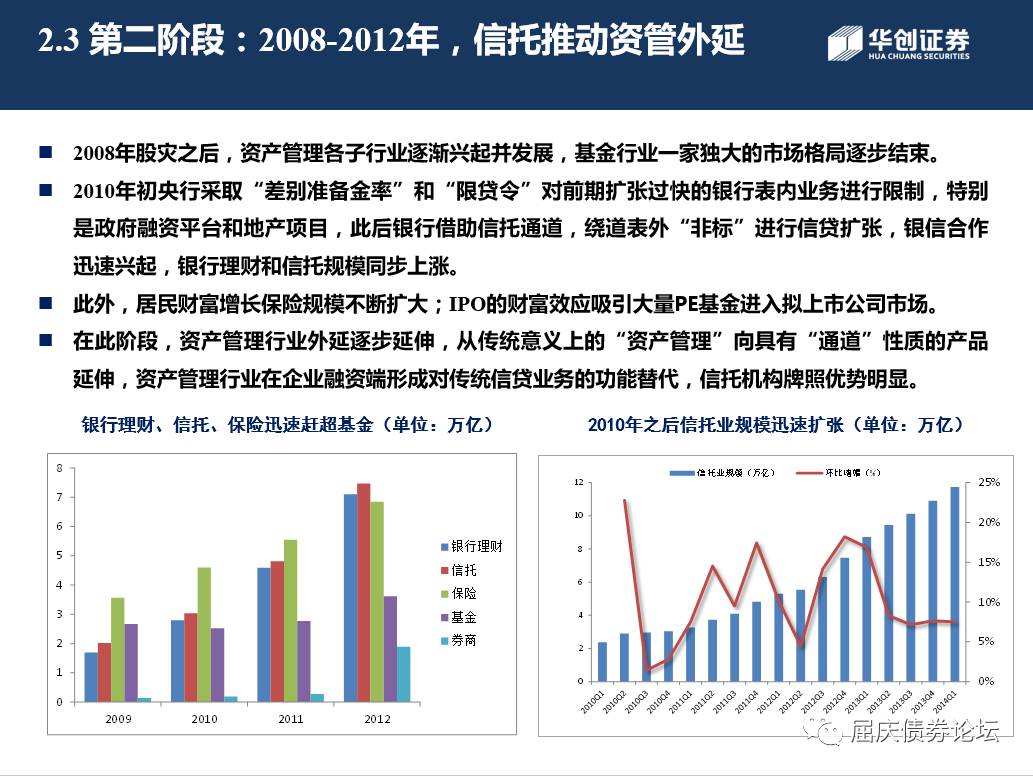 2.3 第二阶段：2008-2012年，信托推动资管外延
华创证券
HUA CHUANG SECURITIES
2008年股灾之后，资产管理各子行业逐渐兴起并发展，基金行业一家独大的市场格局逐步结束。
2010年初央行采取“差别准备金率”和“限贷令”对前期扩张过快的银行表内业务进行限制，特别
是政府融资平台和地产项目，此后银行借助信托通道，绕道表外“非标”进行信贷扩张，银信合作
迅速兴起，银行理财和信托规模同步上涨。
此外，居民财富增长保险规模不断扩大；IPO的财富效应吸引大量PE基金进入拟上市公司市场。
在此阶段，资产管理行业外延逐步延伸，从传统意义上的“资产管理”向具有“通道”性质的产品
延伸，资产管理行业在企业融资端形成对传统信贷业务的功能替代，信托机构牌照优势明显。
银行理财、信托、保险迅速赶超基金（单位：万亿）
8
7
6
5
4
3
2
1
0
2009 2010 2011 2012
银行理财
信托
保险
基金
券商
2010年之后信托业规模迅速扩张（单位：万亿）
信托业规模（万亿） 环比增幅（%）
12
10
8
6
4
2
0
25%
20%
15%
10%
5%
0%
2010Q1 2010Q2 2010Q3 2010Q4 2011Q1 2011Q2 2011Q3 2011Q4 2012Q1 2012Q2 2012Q3 2012Q4 2013Q1 2013Q2 2013Q3 2013Q4 2014Q1
屈庆债券论坛